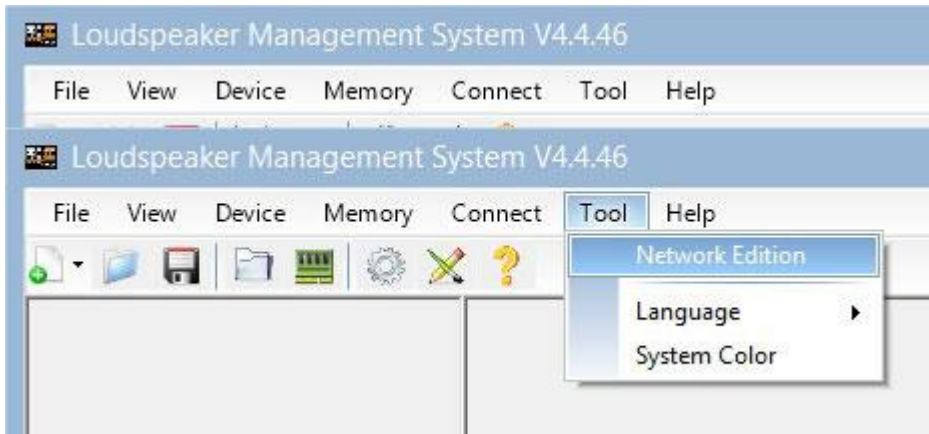 Loudspeaker Management System V4.4.46
File View Device Memory Connect Tool Help
Loudspeaker Management System V4.4.46
File View Device Memory Connect Tool Help
Network Edition
Language
System Color